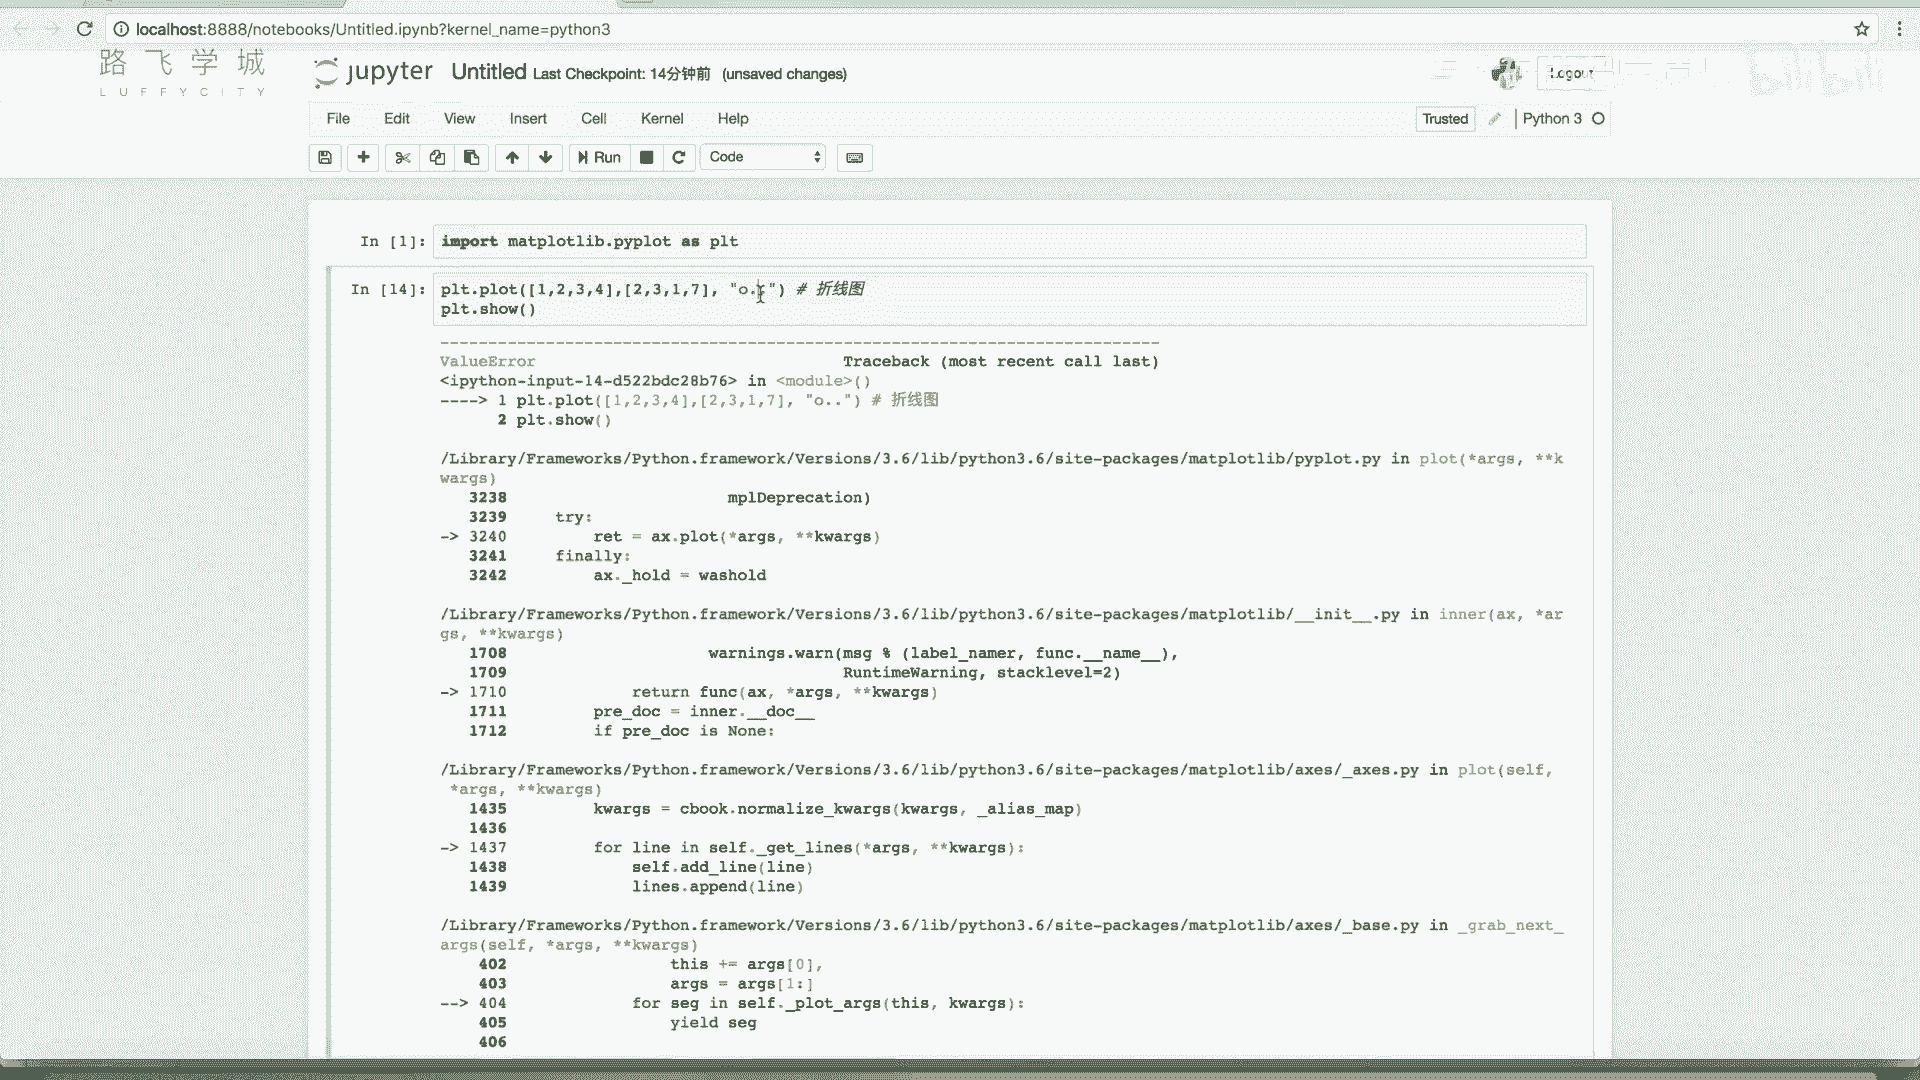 localhost:8888/notebooks/Untitled.ipynb?kernel_name=python3
路飞学城
LUFFYCITY
jupyter Untitled Last Checkpoint: 14分钟前 (unsaved changes)
Logout
bilibili
File Edit View Insert Cell Kernel Help
Trusted Python 3
Run Code
In [1]: import matplotlib.pyplot as plt
In [14]: plt.plot([1,2,3,4],[2,3,1,7], "o.:") # 折线图
plt.show()
---------------------------------------------------------------------------
ValueError Traceback (most recent call last)
<ipython-input-14-d522bdc28b76> in <module>()
----> 1 plt.plot([1,2,3,4],[2,3,1,7], "o..") # 折线图
2 plt.show()
/Library/Frameworks/Python.framework/Versions/3.6/lib/python3.6/site-packages/matplotlib/pyplot.py in plot(*args, **k
wargs)
3238 mplDeprecation)
3239 try:
-> 3240 ret = ax.plot(*args, **kwargs)
3241 finally:
3242 ax._hold = washold
/Library/Frameworks/Python.framework/Versions/3.6/lib/python3.6/site-packages/matplotlib/__init__.py in inner(ax, *ar
gs, **kwargs)
1708 warnings.warn(msg % (label_namer, func.__name__),
1709 RuntimeWarning, stacklevel=2)
-> 1710 return func(ax, *args, **kwargs)
1711 pre_doc = inner.__doc__
1712 if pre_doc is None:
/Library/Frameworks/Python.framework/Versions/3.6/lib/python3.6/site-packages/matplotlib/axes/_axes.py in plot(self,
*args, **kwargs)
1435 kwargs = cbook.normalize_kwargs(kwargs, _alias_map)
1436
-> 1437 for line in self._get_lines(*args, **kwargs):
1438 self.add_line(line)
1439 lines.append(line)
/Library/Frameworks/Python.framework/Versions/3.6/lib/python3.6/site-packages/matplotlib/axes/_base.py in _grab_next_
args(self, *args, **kwargs)
402 this += args[0],
403 args = args[1:]
--> 404 for seg in self._plot_args(this, kwargs):
405 yield seg
406